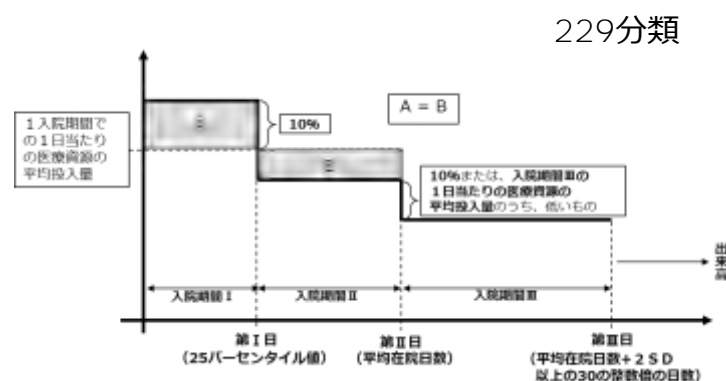 229分類
1入院期間で
の1日当たり
の医療資源の
平均投入量
10%
A = B
10%または、入院期間Ⅲの
1日当たりの医療資源の
平均投入量のうち、低いもの
出
来
高
入院期間Ⅰ
入院期間Ⅱ
入院期間Ⅲ
第Ⅰ日
(25パーセンタイル値)
第Ⅱ日
(平均在院日数)
第Ⅲ日
(平均在院日数+2SD
以上の30の整数倍の日数)